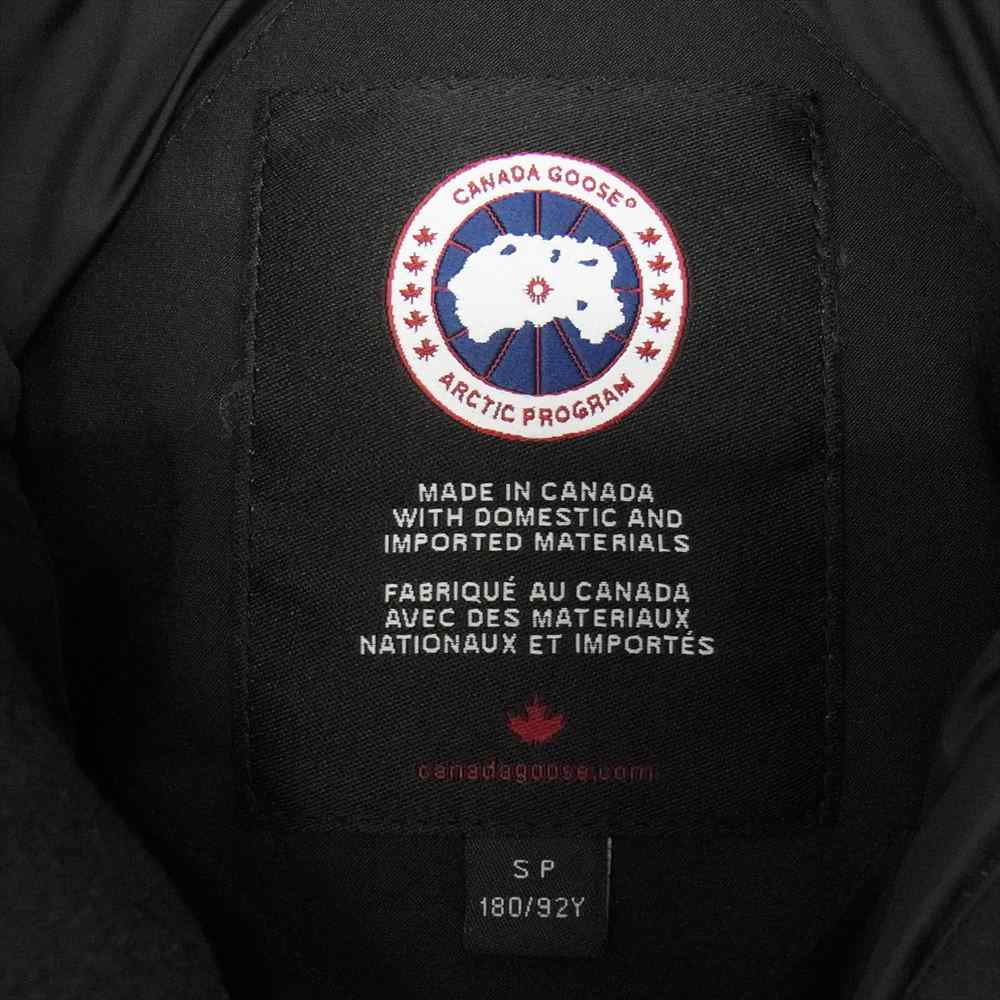 CANADA GOOSE®
ARCTIC PROGRAM
MADE IN CANADA
WITH DOMESTIC AND
IMPORTED MATERIALS
FABRIQUÉ AU CANADA
AVEC DES MATERIAUX
NATIONAUX ET IMPORTÉS
canadagoose.com
S P
180/92Y